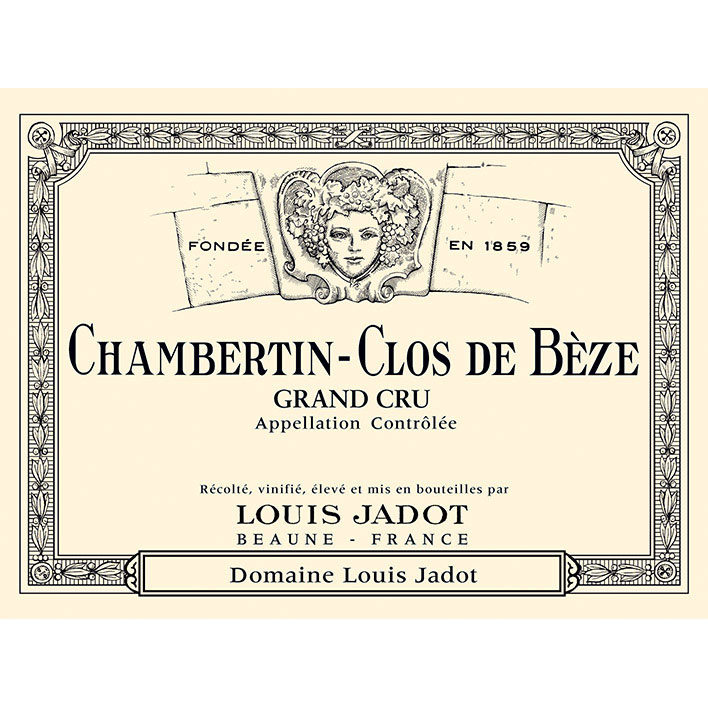 FONDÉE EN 1859
CHAMBERTIN-CLOS DE BÈZE
GRAND CRU
Appellation Contrôlée
Récolté, vinifié, élevé et mis en bouteilles par
LOUIS JADOT
BEAUNE - FRANCE
Domaine Louis Jadot